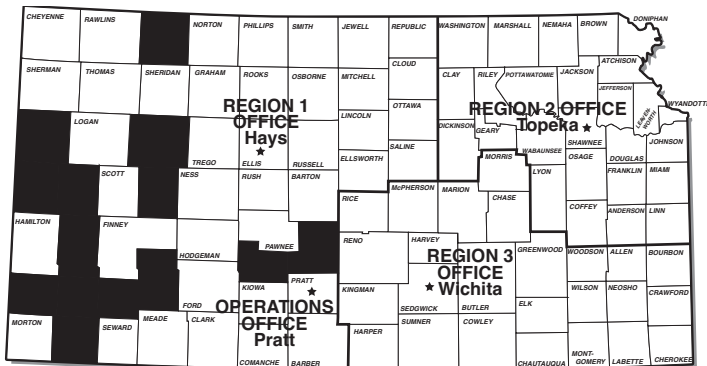 CHEYENNE
RAWLINS
NORTON
PHILLIPS
SMITH
JEWELL
REPUBLIC
WASHINGTON
MARSHALL
NEMAHA
BROWN
DONIPHAN
SHERMAN
THOMAS
SHERIDAN
GRAHAM
ROOKS
OSBORNE
MITCHELL
CLOUD
CLAY
RILEY
POTTAWATOMIE
JACKSON
ATCHISON
JEFFERSON
LEAVEN-
WORTH
WYANDOTTE
REGION 1
OFFICE
Hays
REGION 2 OFFICE
Topeka
LOGAN
TREGO
ELLIS
RUSSELL
LINCOLN
OTTAWA
ELLSWORTH
SALINE
DICKINSON
GEARY
WABAUNSEE
SHAWNEE
DOUGLAS
JOHNSON
SCOTT
NESS
RUSH
BARTON
RICE
McPHERSON
MARION
MORRIS
CHASE
LYON
OSAGE
FRANKLIN
MIAMI
COFFEY
ANDERSON
LINN
HAMILTON
FINNEY
HODGEMAN
PAWNEE
RENO
HARVEY
REGION 3
OFFICE
Wichita
GREENWOOD
WOODSON
ALLEN
BOURBON
FORD
KIOWA
PRATT
OPERATIONS
OFFICE
Pratt
KINGMAN
SEDGWICK
BUTLER
ELK
WILSON
NEOSHO
CRAWFORD
MORTON
SEWARD
MEADE
CLARK
COMANCHE
BARBER
HARPER
SUMNER
COWLEY
CHAUTAUQUA
MONT-
GOMERY
LABETTE
CHEROKEE